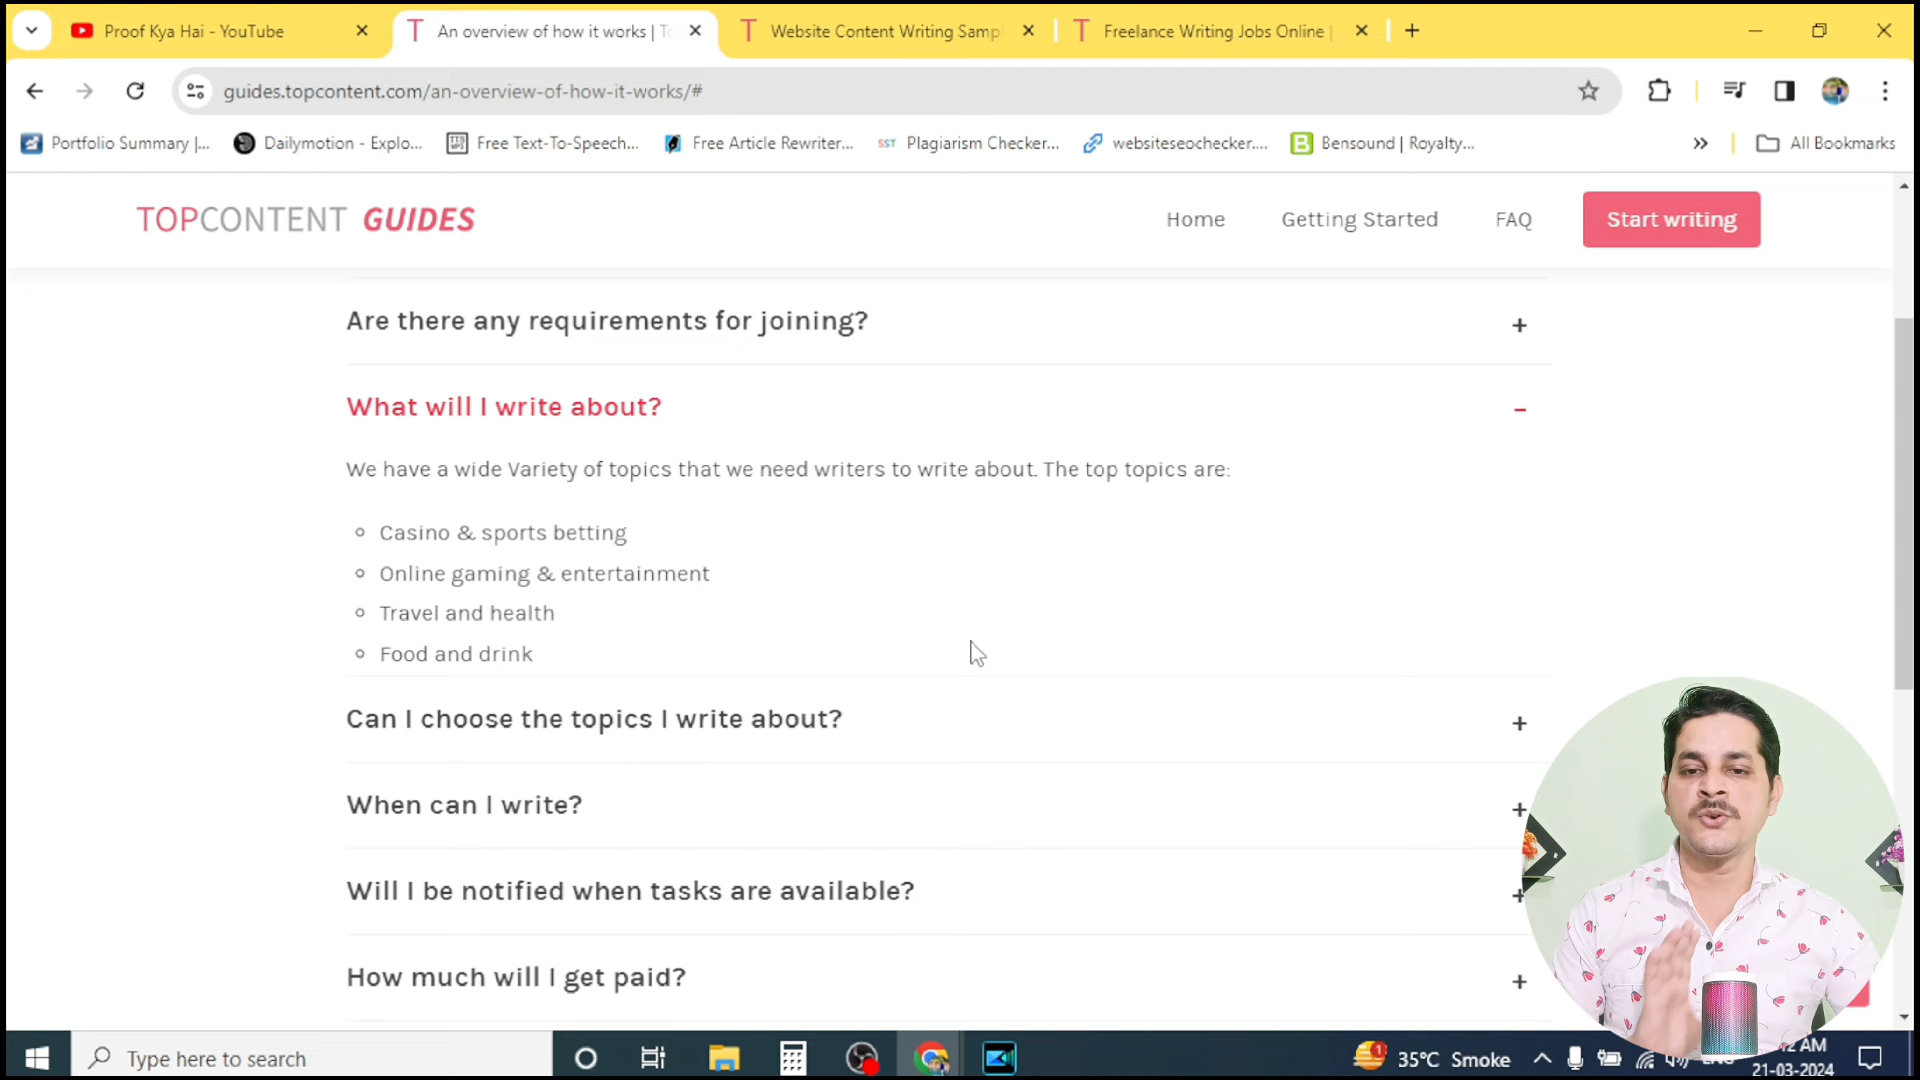 Proof Kya Hai - YouTube
An overview of how it works |
Website Content Writing Samp
Freelance Writing Jobs Online |
guides.topcontent.com/an-overview-of-how-it-works/#
Portfolio Summary |...
Dailymotion - Explo...
Free Text-To-Speech...
Free Article Rewriter...
SST Plagiarism Checker...
websiteseochecker....
Bensound | Royalty...
All Bookmarks
TOPCONTENT GUIDES
Home
Getting Started
FAQ
Start writing
Are there any requirements for joining?
What will I write about?
We have a wide Variety of topics that we need writers to write about. The top topics are:
Casino & sports betting
Online gaming & entertainment
Travel and health
Food and drink
Can I choose the topics I write about?
When can I write?
Will I be notified when tasks are available?
How much will I get paid?
Type here to search
35°C Smoke
AM
21-03-2024